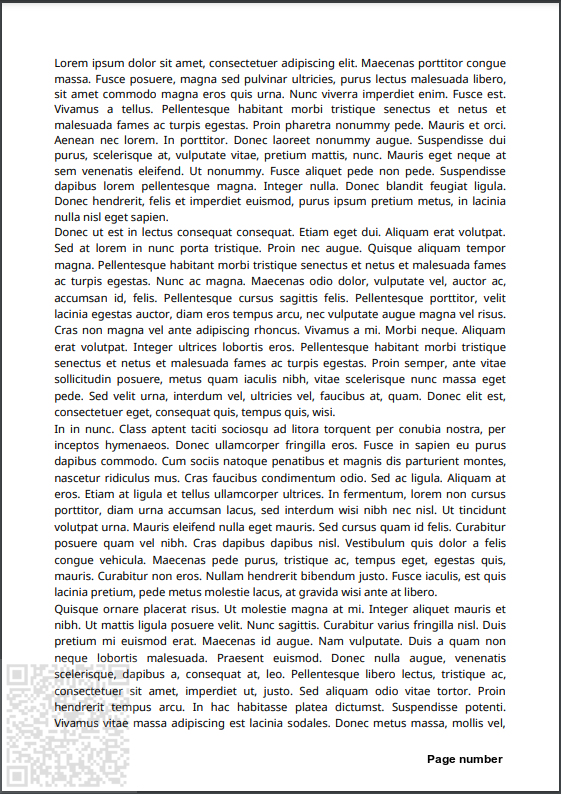 Lorem ipsum dolor sit amet, consectetuer adipiscing elit. Maecenas porttitor congue
massa. Fusce posuere, magna sed pulvinar ultricies, purus lectus malesuada libero,
sit amet commodo magna eros quis urna. Nunc viverra imperdiet enim. Fusce est.
Vivamus a tellus. Pellentesque habitant morbi tristique senectus et netus et
malesuada fames ac turpis egestas. Proin pharetra nonummy pede. Mauris et orci.
Aenean nec lorem. In porttitor. Donec laoreet nonummy augue. Suspendisse dui
purus, scelerisque at, vulputate vitae, pretium mattis, nunc. Mauris eget neque at
sem venenatis eleifend. Ut nonummy. Fusce aliquet pede non pede. Suspendisse
dapibus lorem pellentesque magna. Integer nulla. Donec blandit feugiat ligula.
Donec hendrerit, felis et imperdiet euismod, purus ipsum pretium metus, in lacinia
nulla nisl eget sapien.
Donec ut est in lectus consequat consequat. Etiam eget dui. Aliquam erat volutpat.
Sed at lorem in nunc porta tristique. Proin nec augue. Quisque aliquam tempor
magna. Pellentesque habitant morbi tristique senectus et netus et malesuada fames
ac turpis egestas. Nunc ac magna. Maecenas odio dolor, vulputate vel, auctor ac,
accumsan id, felis. Pellentesque cursus sagittis felis. Pellentesque porttitor, velit
lacinia egestas auctor, diam eros tempus arcu, nec vulputate augue magna vel risus.
Cras non magna vel ante adipiscing rhoncus. Vivamus a mi. Morbi neque. Aliquam
erat volutpat. Integer ultrices lobortis eros. Pellentesque habitant morbi tristique
senectus et netus et malesuada fames ac turpis egestas. Proin semper, ante vitae
sollicitudin posuere, metus quam iaculis nibh, vitae scelerisque nunc massa eget
pede. Sed velit urna, interdum vel, ultricies vel, faucibus at, quam. Donec elit est,
consectetuer eget, consequat quis, tempus quis, wisi.
In in nunc. Class aptent taciti sociosqu ad litora torquent per conubia nostra, per
inceptos hymenaeos. Donec ullamcorper fringilla eros. Fusce in sapien eu purus
dapibus commodo. Cum sociis natoque penatibus et magnis dis parturient montes,
nascetur ridiculus mus. Cras faucibus condimentum odio. Sed ac ligula. Aliquam at
eros. Etiam at ligula et tellus ullamcorper ultrices. In fermentum, lorem non cursus
porttitor, diam urna accumsan lacus, sed interdum wisi nibh nec nisl. Ut tincidunt
volutpat urna. Mauris eleifend nulla eget mauris. Sed cursus quam id felis. Curabitur
posuere quam vel nibh. Cras dapibus dapibus nisl. Vestibulum quis dolor a felis
congue vehicula. Maecenas pede purus, tristique ac, tempus eget, egestas quis,
mauris. Curabitur non eros. Nullam hendrerit bibendum justo. Fusce iaculis, est quis
lacinia pretium, pede metus molestie lacus, at gravida wisi ante at libero.
Quisque ornare placerat risus. Ut molestie magna at mi. Integer aliquet mauris et
nibh. Ut mattis ligula posuere velit. Nunc sagittis. Curabitur varius fringilla nisl. Duis
pretium mi euismod erat. Maecenas id augue. Nam vulputate. Duis a quam non
neque lobortis malesuada. Praesent euismod. Donec nulla augue, venenatis
scelerisque, dapibus a, consequat at, leo. Pellentesque libero lectus, tristique ac,
consectetuer sit amet, imperdiet ut, justo. Sed aliquam odio vitae tortor. Proin
hendrerit tempus arcu. In hac habitasse platea dictumst. Suspendisse potenti.
Vivamus vitae massa adipiscing est lacinia sodales. Donec metus massa, mollis vel,
Page number